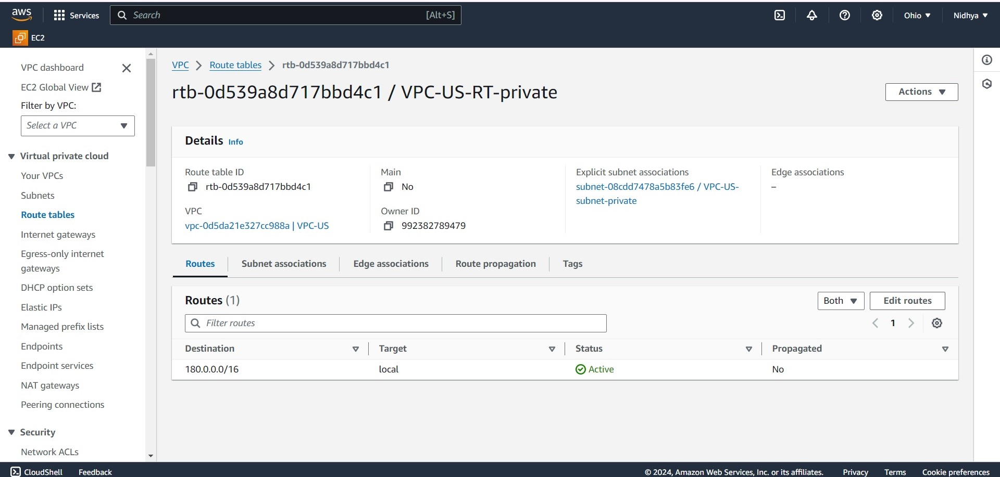 aws
Services
Search
[Alt+S]
Ohio ▼
Nidhya ▼
EC2
VPC dashboard
EC2 Global View
Filter by VPC:
Select a VPC
Virtual private cloud
Your VPCs
Subnets
Route tables
Internet gateways
Egress-only internet
gateways
DHCP option sets
Elastic IPs
Managed prefix lists
Endpoints
Endpoint services
NAT gateways
Peering connections
Security
Network ACLs
VPC > Route tables > rtb-0d539a8d717bbd4c1
rtb-0d539a8d717bbd4c1 / VPC-US-RT-private
Actions ▼
Details Info
Route table ID
rtb-0d539a8d717bbd4c1
Main
No
Explicit subnet associations
subnet-08cdd7478a5b83fe6 / VPC-US-
subnet-private
Edge associations
–
VPC
vpc-0d5da21e327cc988a | VPC-US
Owner ID
992382789479
Routes
Subnet associations
Edge associations
Route propagation
Tags
Routes (1)
Both ▼
Edit routes
Filter routes
1
Destination
Target
Status
Propagated
180.0.0.0/16
local
Active
No
CloudShell
Feedback
© 2024, Amazon Web Services, Inc. or its affiliates.
Privacy
Terms
Cookie preferences